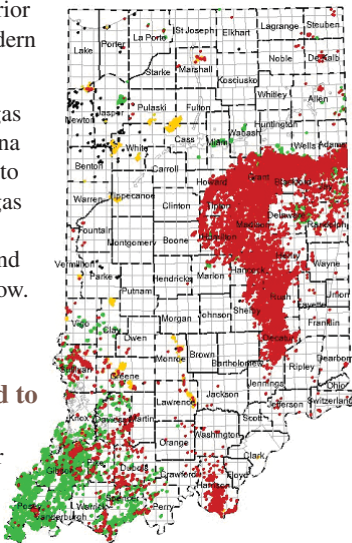 rior
dern
gas
na
to
gas
nd
ow.
d to
r
Lake
Porter
La Porte
St Joseph
Elkhart
Lagrange
Steuben
Noble
DeKalb
Starke
Marshall
Kosciusko
Whitley
Allen
Newton
Jasper
Pulaski
Fulton
Huntington
Wabash
Miami
Cass
White
Wells
Adams
Benton
Carroll
Howard
Grant
Blackford
Jay
Warren
Tippecanoe
Clinton
Tipton
Madison
Delaware
Randolph
Fountain
Montgomery
Boone
Hamilton
Henry
Wayne
Vermillion
Parke
Hendricks
Marion
Hancock
Rush
Fayette
Union
Putnam
Morgan
Johnson
Shelby
Franklin
Vigo
Clay
Owen
Decatur
Monroe
Brown
Bartholomew
Ripley
Dearborn
Sullivan
Greene
Jennings
Ohio
Lawrence
Jackson
Jefferson
Switzerland
Knox
Daviess
Martin
Scott
Washington
Orange
Clark
Gibson
Pike
Dubois
Crawford
Floyd
Harrison
Posey
Vanderburgh
Warrick
Spencer
Perry